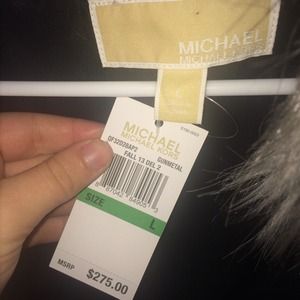 MICHAEL
MICHAEL KORS
L
MICHAEL
MICHAEL KORS
GUNMETAL
FALL 13 DEL 2
SIZE
L
MSRP
$275.00